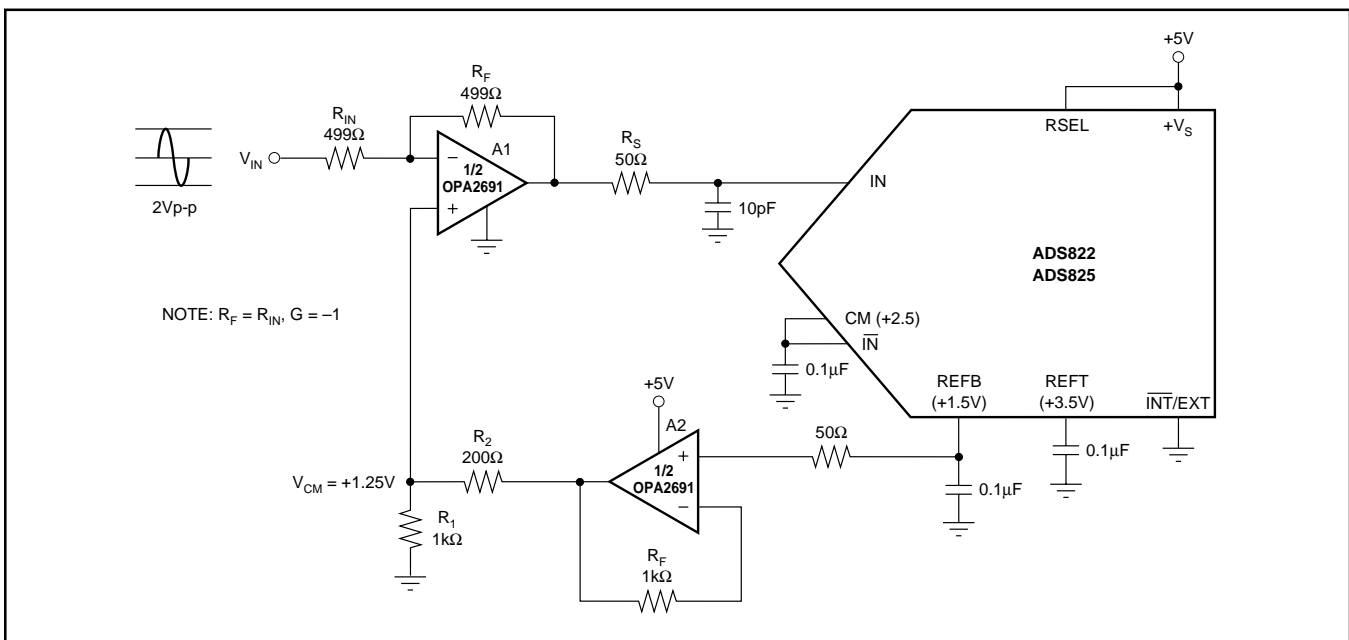 +5V
R_F
499Ω
R_IN
499Ω
V_IN
2Vp-p
A1
1/2
OPA2691
−
+
R_S
50Ω
10pF
RSEL
+V_S
IN
ADS822
ADS825
NOTE: R_F = R_IN, G = −1
CM (+2.5)
I̅N̅
0.1µF
REFB
(+1.5V)
REFT
(+3.5V)
I̅N̅T̅/EXT
+5V
A2
R_2
200Ω
50Ω
0.1µF
+
1/2
OPA2691
−
V_CM = +1.25V
0.1µF
R_1
1kΩ
R_F
1kΩ